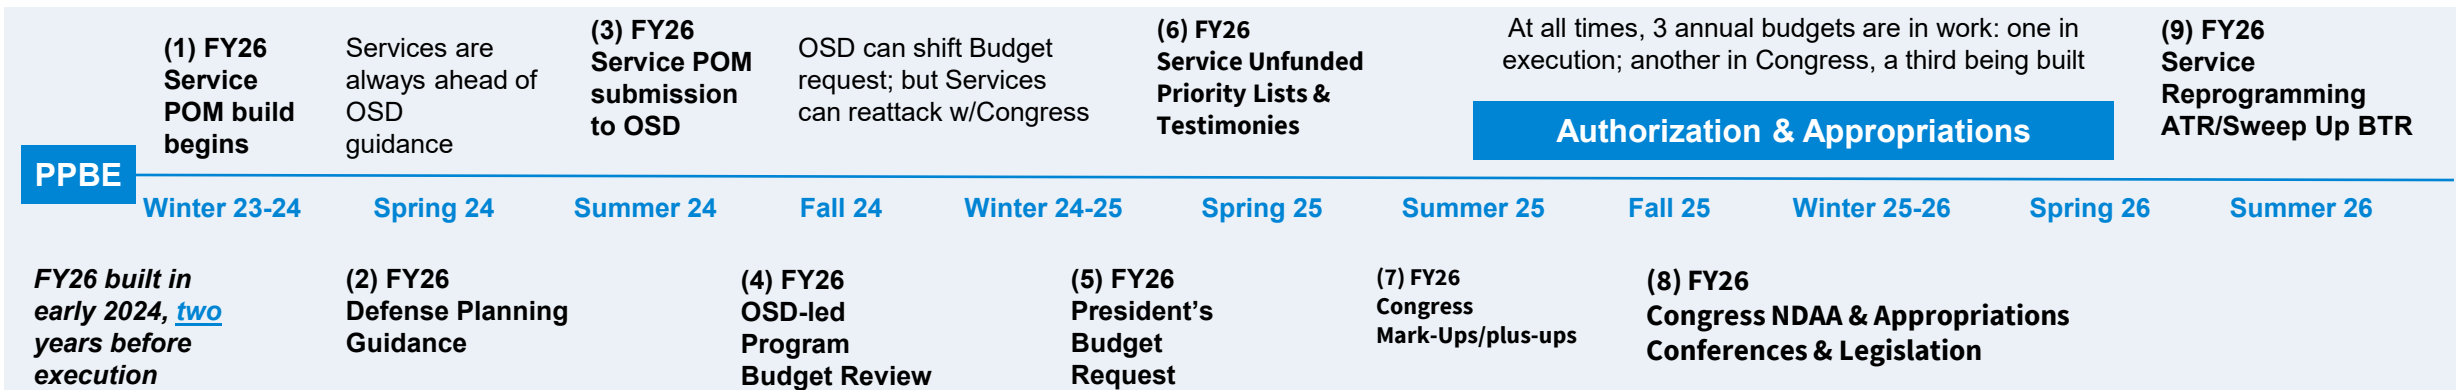 (1) FY26
Service
POM build
begins
Services are
always ahead of
OSD
guidance
(3) FY26
Service POM
submission
to OSD
OSD can shift Budget
request; but Services
can reattack w/Congress
(6) FY26
Service Unfunded
Priority Lists &
Testimonies
At all times, 3 annual budgets are in work: one in
execution; another in Congress, a third being built
Authorization & Appropriations
(9) FY26
Service
Reprogramming
ATR/Sweep Up BTR
PPBE
Winter 23-24
Spring 24
Summer 24
Fall 24
Winter 24-25
Spring 25
Summer 25
Fall 25
Winter 25-26
Spring 26
Summer 26
FY26 built in
early 2024, two
years before
execution
(2) FY26
Defense Planning
Guidance
(4) FY26
OSD-led
Program
Budget Review
(5) FY26
President’s
Budget
Request
(7) FY26
Congress
Mark-Ups/plus-ups
(8) FY26
Congress NDAA & Appropriations
Conferences & Legislation